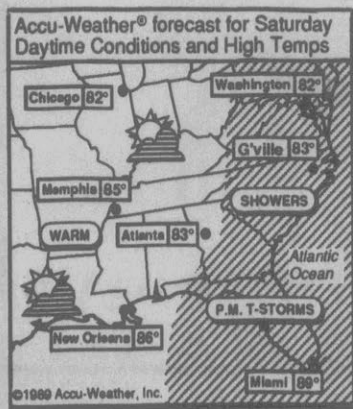 Accu-Weather® forecast for Saturday
Daytime Conditions and High Temps
Chicago 82°
Washington 82°
G'ville 83°
Memphis 85°
SHOWERS
WARM
Atlanta 83°
Atlantic
Ocean
P.M. T-STORMS
New Orleans 86°
Miami 89°
©1989 Accu-Weather, Inc.